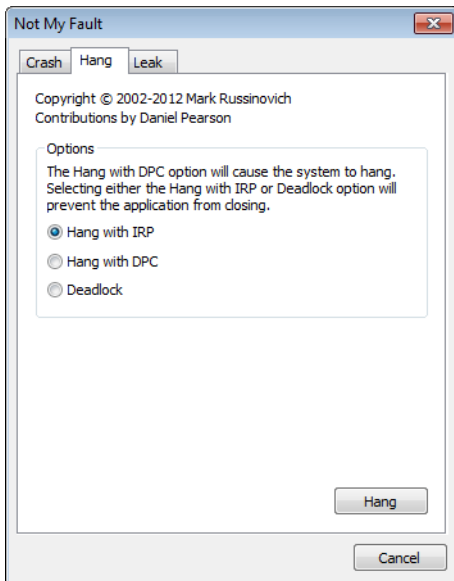 Not My Fault
Crash Hang Leak
Copyright © 2002-2012 Mark Russinovich
Contributions by Daniel Pearson
Options
The Hang with DPC option will cause the system to hang.
Selecting either the Hang with IRP or Deadlock option will
prevent the application from closing.
Hang with IRP
Hang with DPC
Deadlock
Hang
Cancel